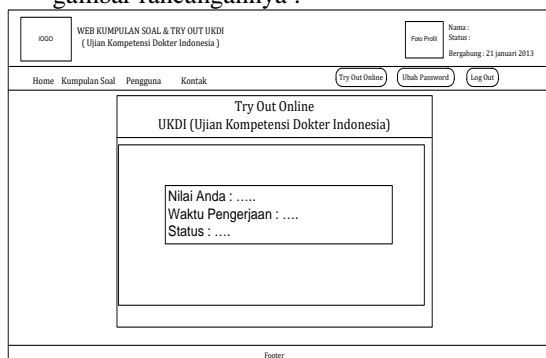 gambar rancangannya :
IOGO
WEB KUMPULAN SOAL & TRY OUT UKDI
( Ujian Kompetensi Dokter Indonesia )
Foto Profil
Nama :
Status :
Bergabung : 21 januari 2013
Home Kumpulan Soal Pengguna Kontak
Try Out Online
Ubah Password
Log Out
Try Out Online
UKDI (Ujian Kompetensi Dokter Indonesia)
Nilai Anda : .....
Waktu Pengerjaan : ....
Status : ....
Footer